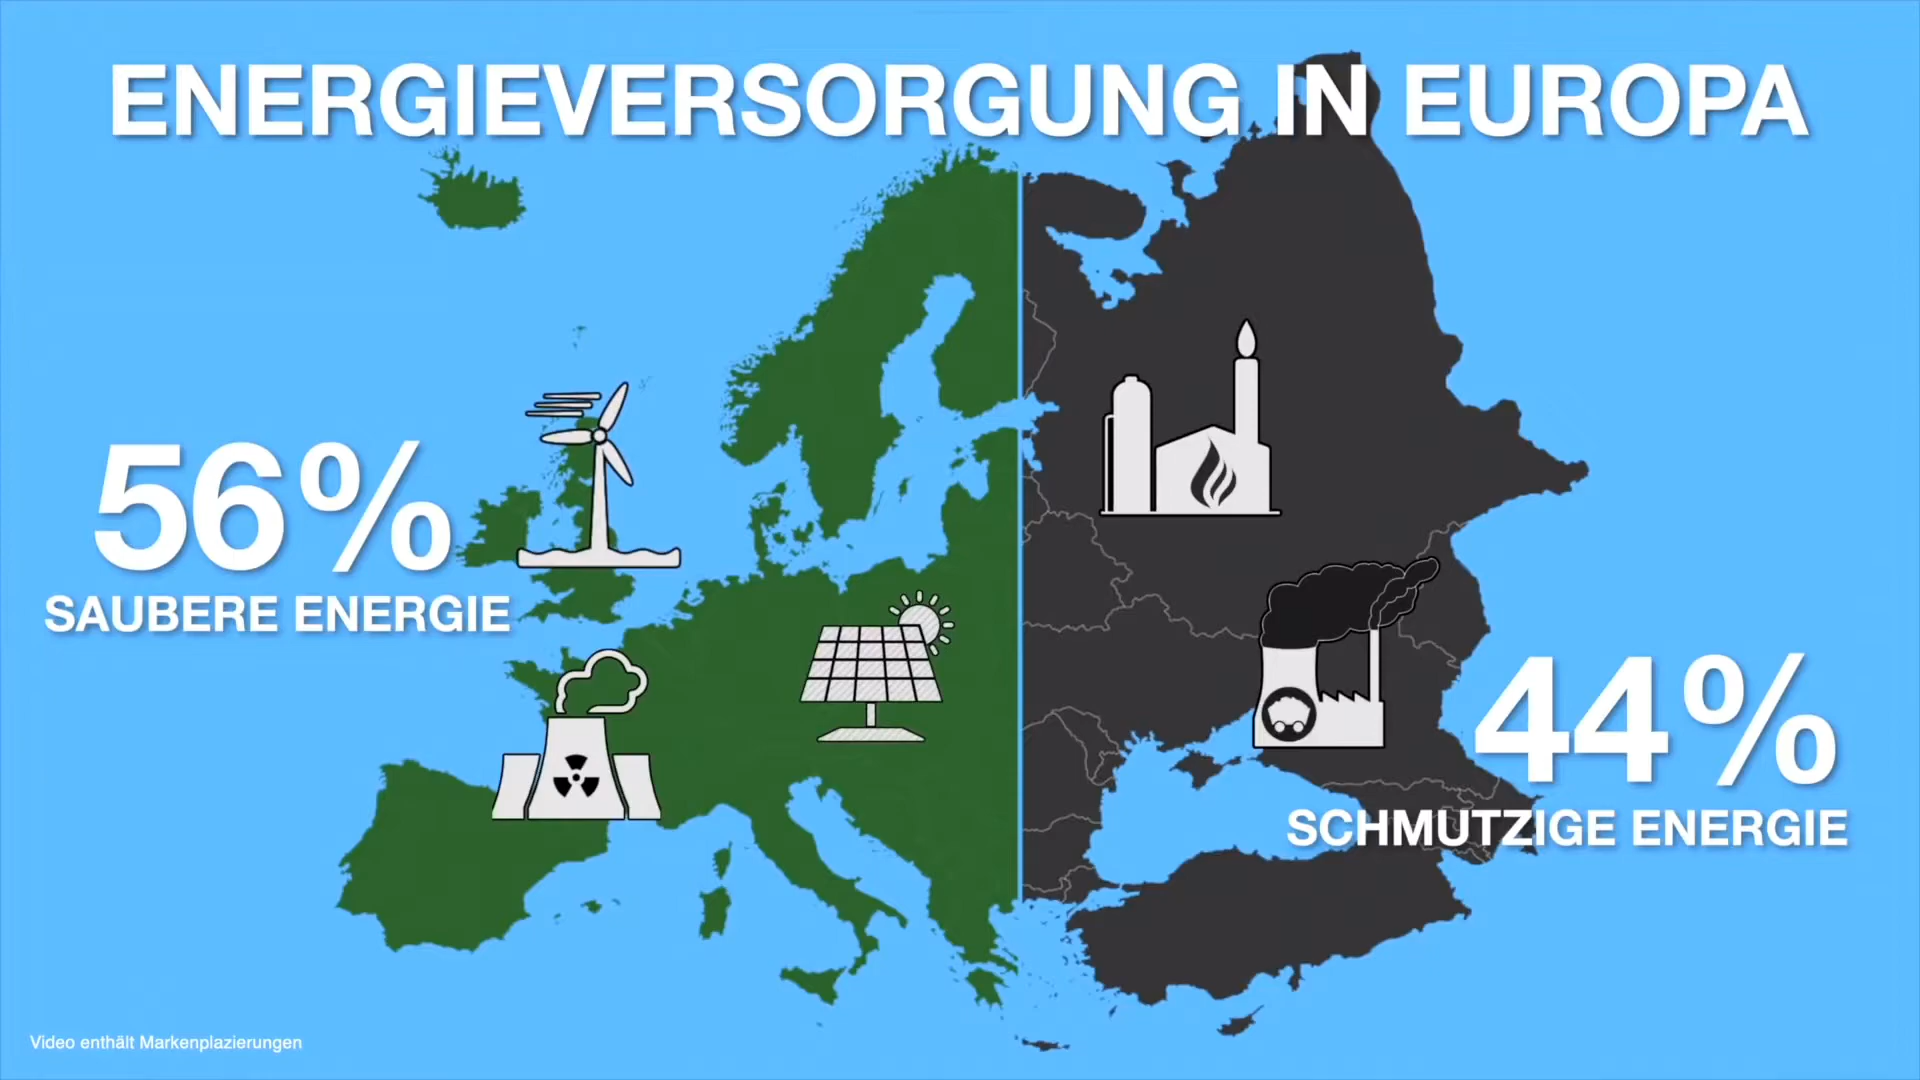 ENERGIEVERSORGUNG IN EUROPA
56%
SAUBERE ENERGIE
44%
SCHMUTZIGE ENERGIE
Video enthält Markenplazierungen